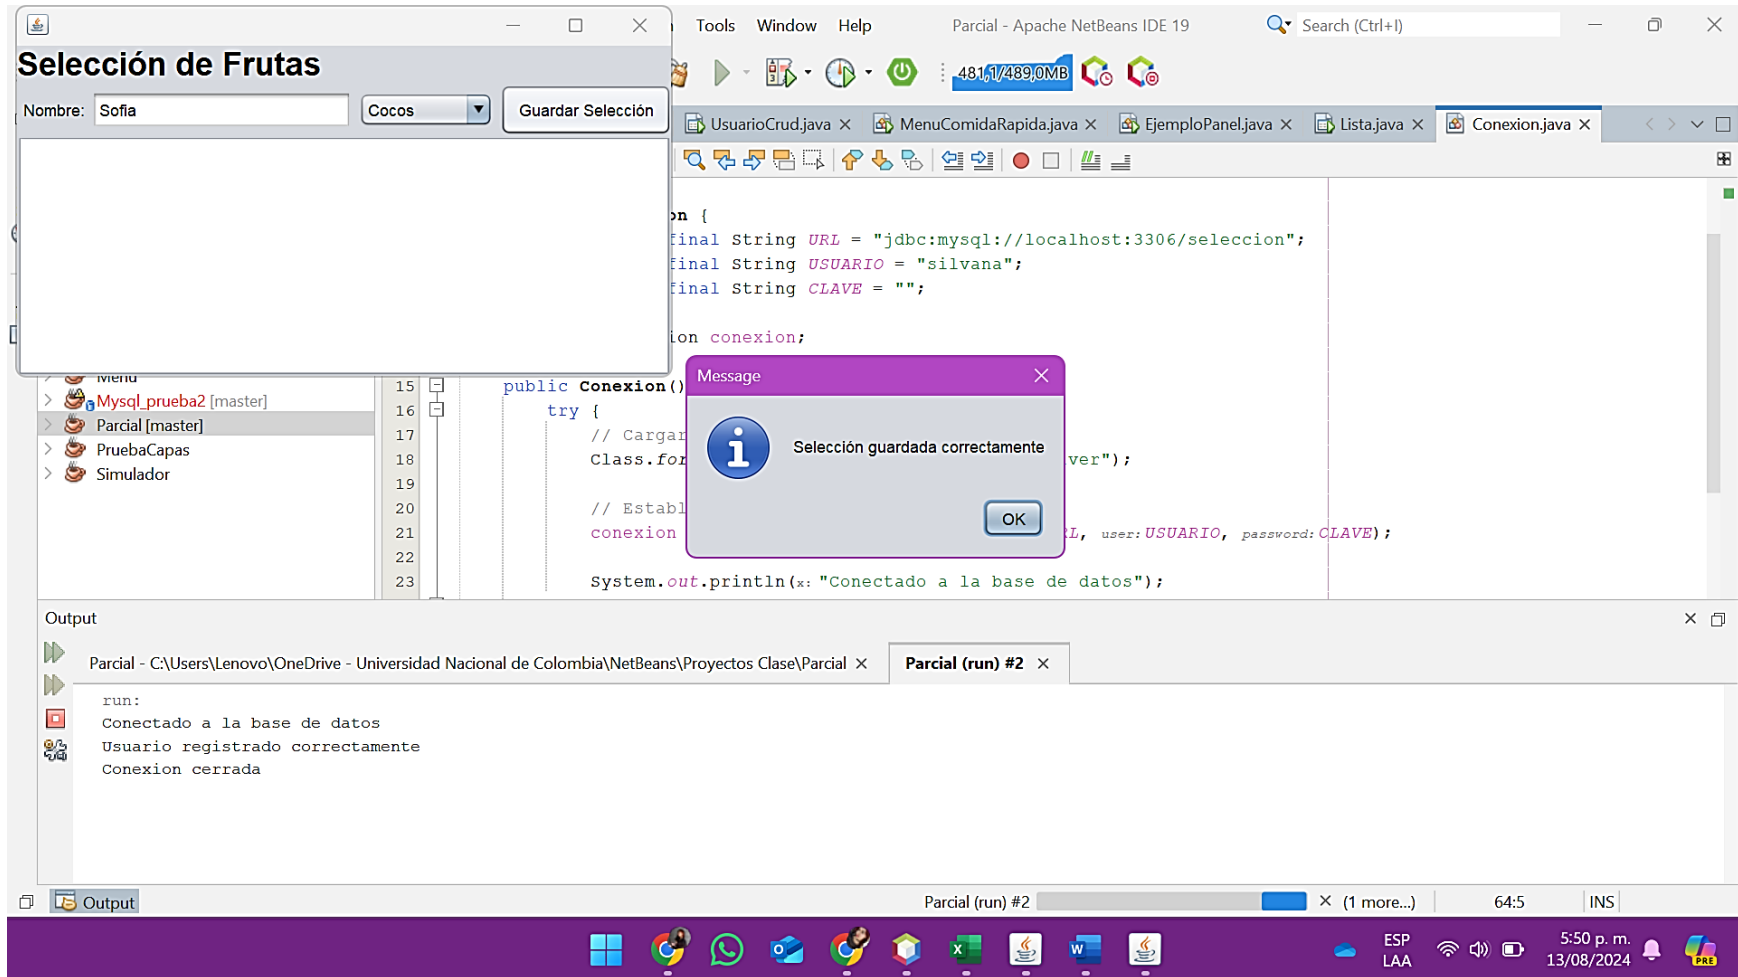 Tools Window Help Parcial - Apache NetBeans IDE 19 Search (Ctrl+I)
Selección de Frutas
481,1/489,0MB
Nombre: Sofia Cocos Guardar Selección
UsuarioCrud.java MenuComidaRapida.java EjemploPanel.java Lista.java Conexion.java
on {
final String URL = "jdbc:mysql://localhost:3306/seleccion";
final String USUARIO = "silvana";
final String CLAVE = "";
ion conexion;
Menu
Message
15 public Conexion()
Mysql_prueba2 [master]
16 try {
Parcial [master]
17 // Cargar
PruebaCapas
Selección guardada correctamente
18 Class.for ver");
Simulador
19
20 // Establ
OK
21 conexion L, user: USUARIO, password: CLAVE);
22
23 System.out.println(x: "Conectado a la base de datos");
Output
Parcial - C:\Users\Lenovo\OneDrive - Universidad Nacional de Colombia\NetBeans\Proyectos Clase\Parcial Parcial (run) #2
run:
Conectado a la base de datos
Usuario registrado correctamente
Conexion cerrada
Output Parcial (run) #2 (1 more...) 64:5 INS
ESP
LAA
5:50 p. m.
13/08/2024
PRE